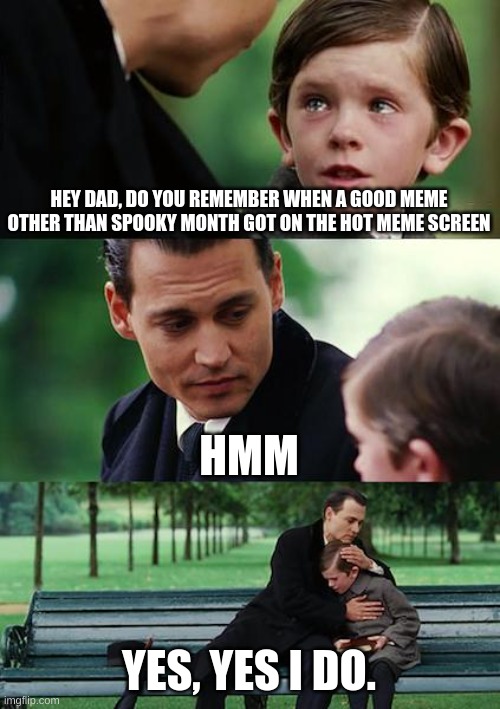 HEY DAD, DO YOU REMEMBER WHEN A GOOD MEME
OTHER THAN SPOOKY MONTH GOT ON THE HOT MEME SCREEN
HMM
YES, YES I DO.
imgflip.com